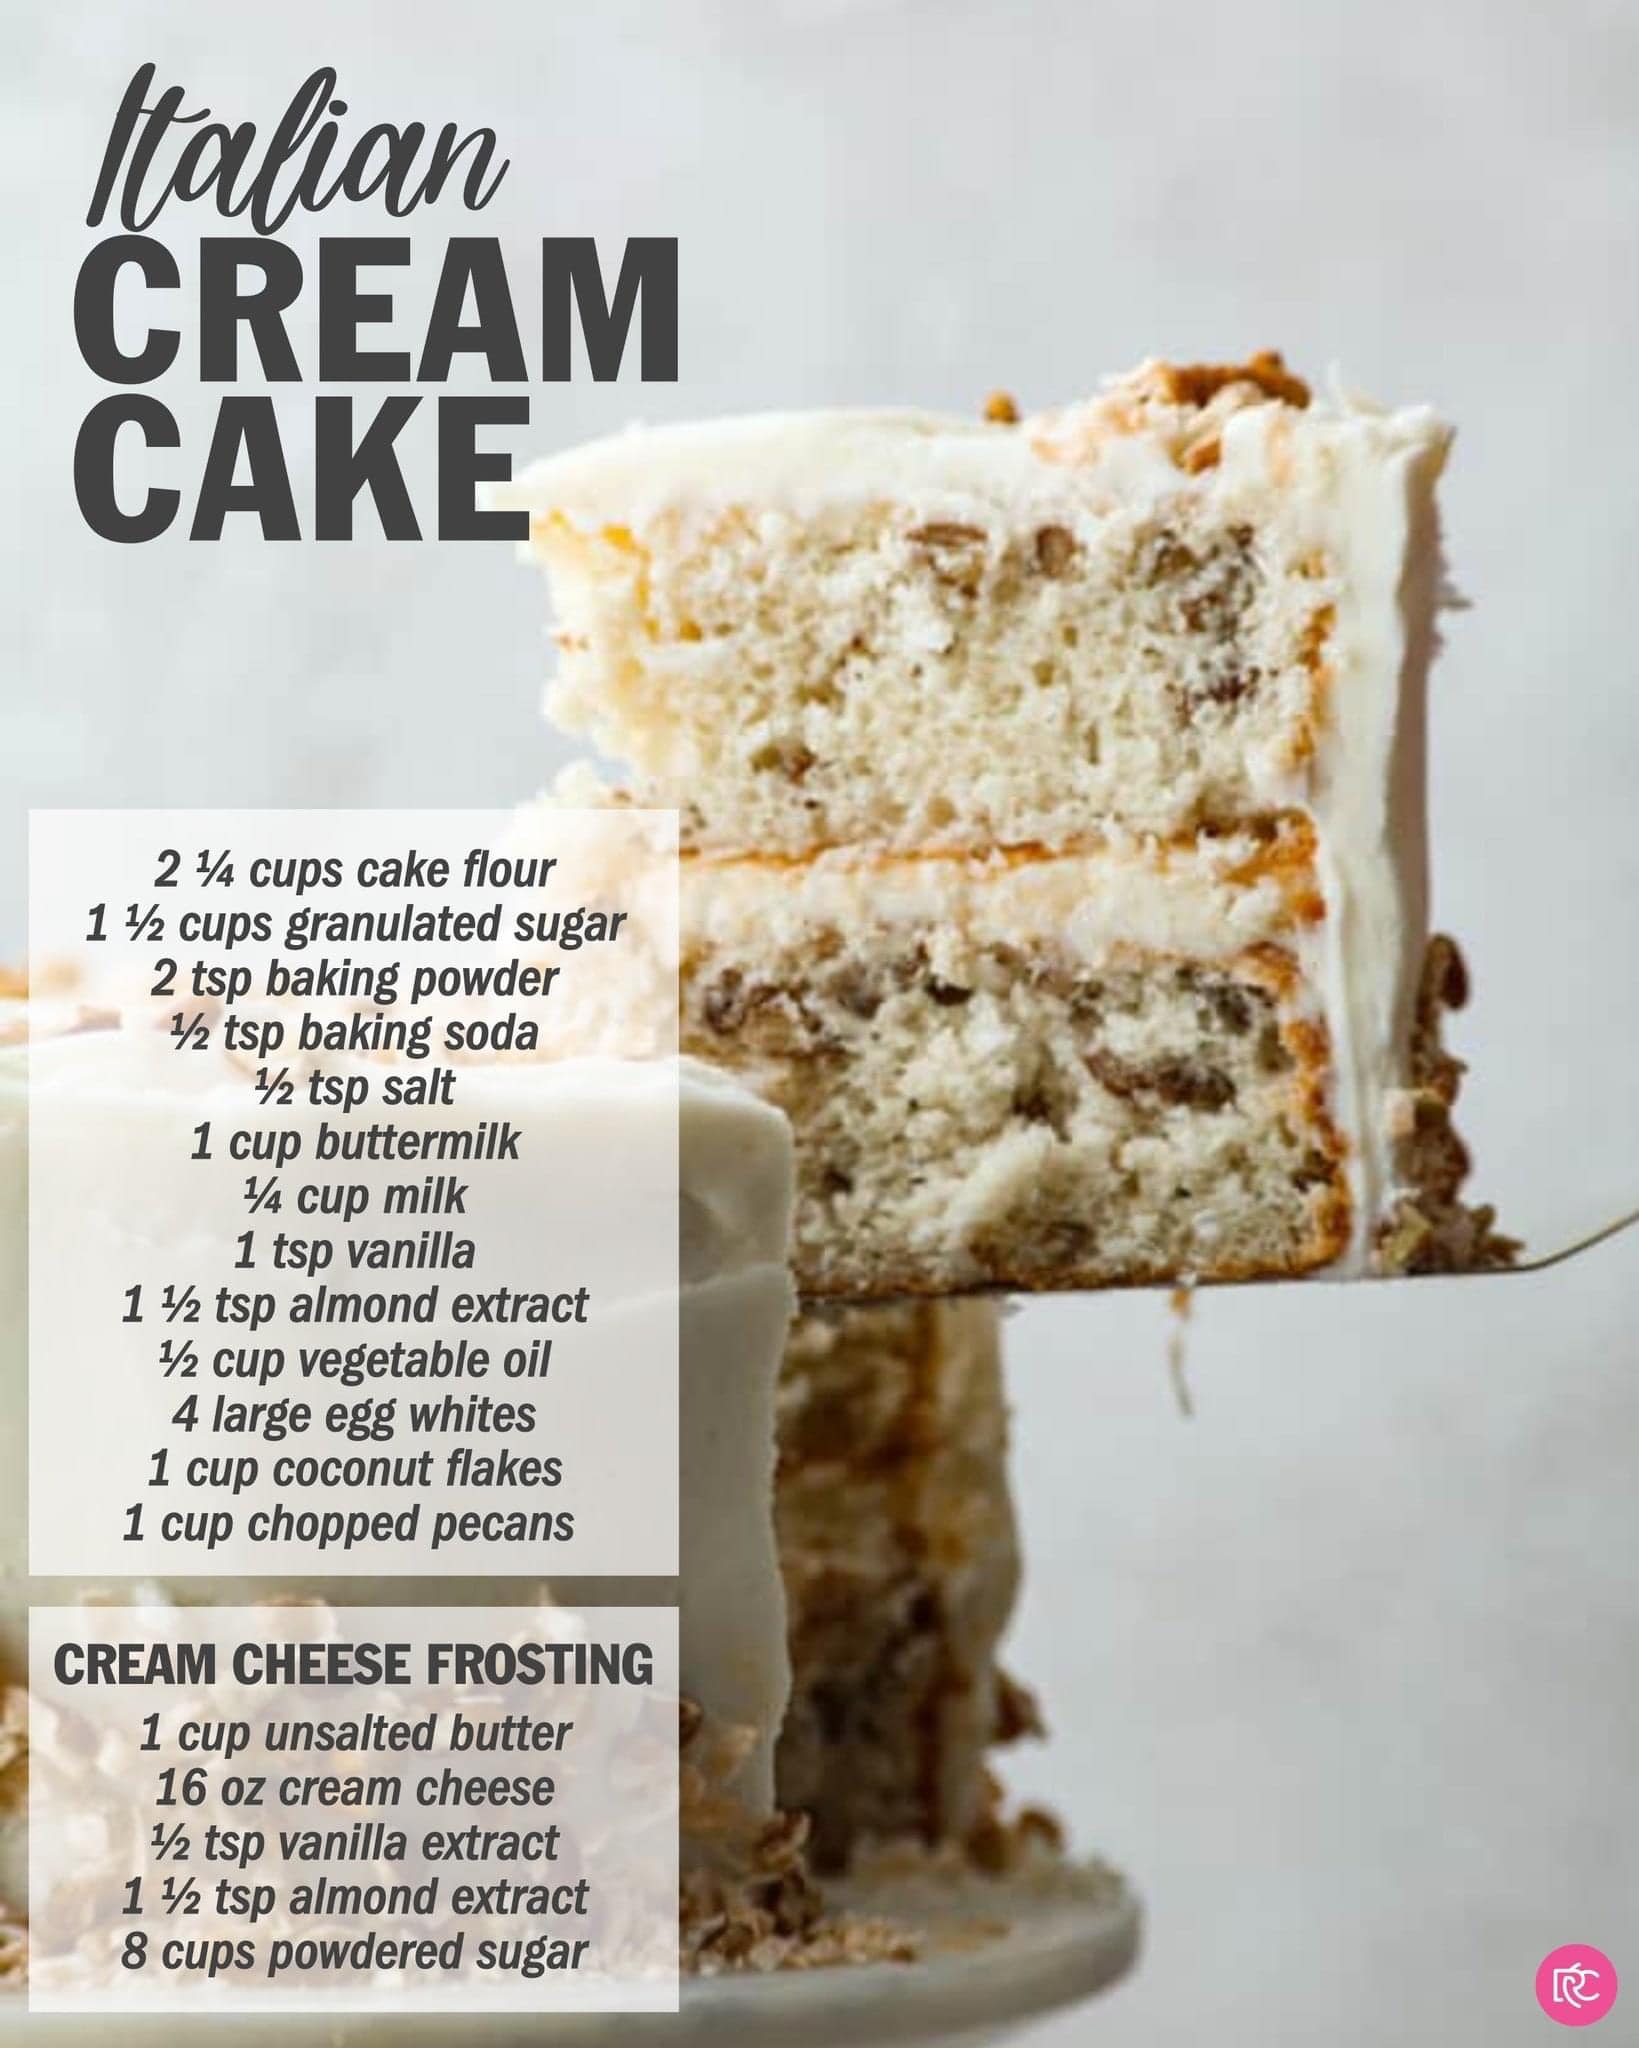 Italian
CREAM
CAKE
2 ¼ cups cake flour
1 ½ cups granulated sugar
2 tsp baking powder
½ tsp baking soda
½ tsp salt
1 cup buttermilk
¼ cup milk
1 tsp vanilla
1 ½ tsp almond extract
½ cup vegetable oil
4 large egg whites
1 cup coconut flakes
1 cup chopped pecans
CREAM CHEESE FROSTING
1 cup unsalted butter
16 oz cream cheese
½ tsp vanilla extract
1 ½ tsp almond extract
8 cups powdered sugar
RC